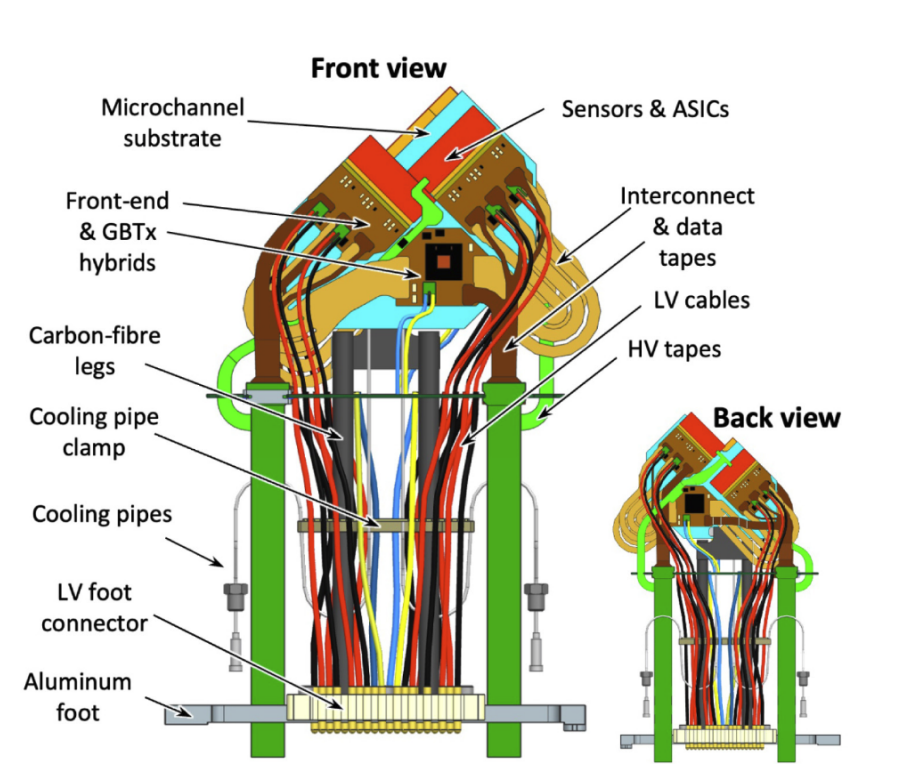 Front view
Microchannel
substrate
Sensors & ASICs
Front-end
& GBTx
hybrids
Interconnect
& data
tapes
LV cables
HV tapes
Carbon-fibre
legs
Cooling pipe
clamp
Back view
Cooling pipes
LV foot
connector
Aluminum
foot